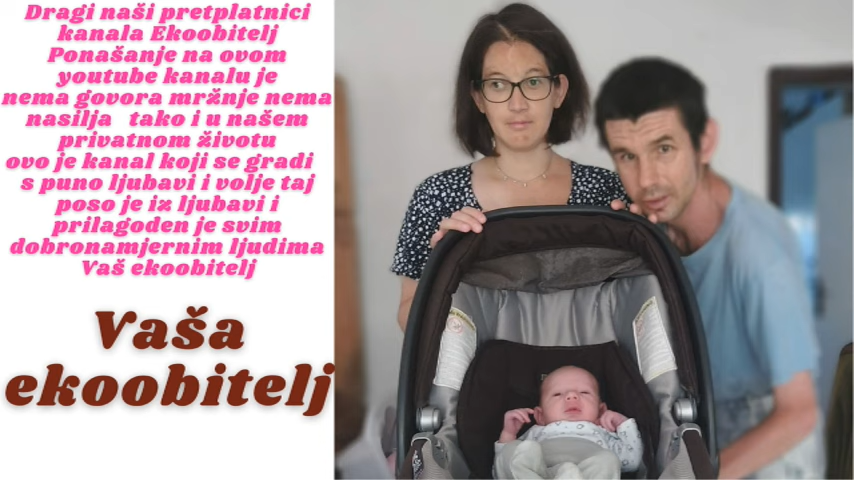 Dragi naši pretplatnici
kanala Ekoobitelj
Ponašanje na ovom
youtube kanalu je
nema govora mržnje nema
nasilja tako i u našem
privatnom životu
ovo je kanal koji se gradi
s puno ljubavi i volje taj
poso je iz ljubavi i
prilagođen je svim
dobronamjernim ljudima
Vaš ekoobitelj
Vaša
ekoobitelj